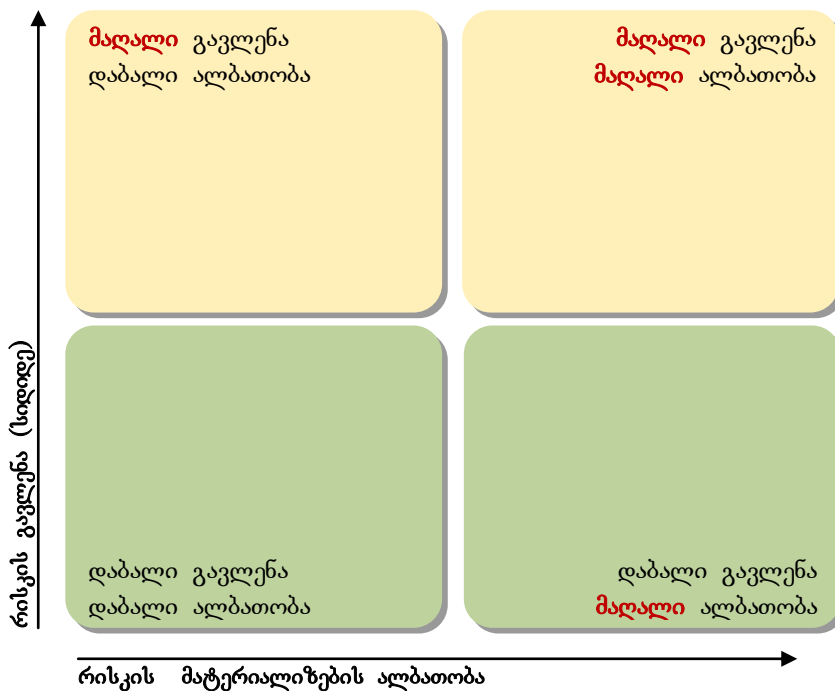 მაღალი გავლენა
დაბალი ალბათობა
მაღალი გავლენა
მაღალი ალბათობა
რისკის გავლენა (სიდიდე)
დაბალი გავლენა
დაბალი ალბათობა
დაბალი გავლენა
მაღალი ალბათობა
რისკის მატერიალიზების ალბათობა